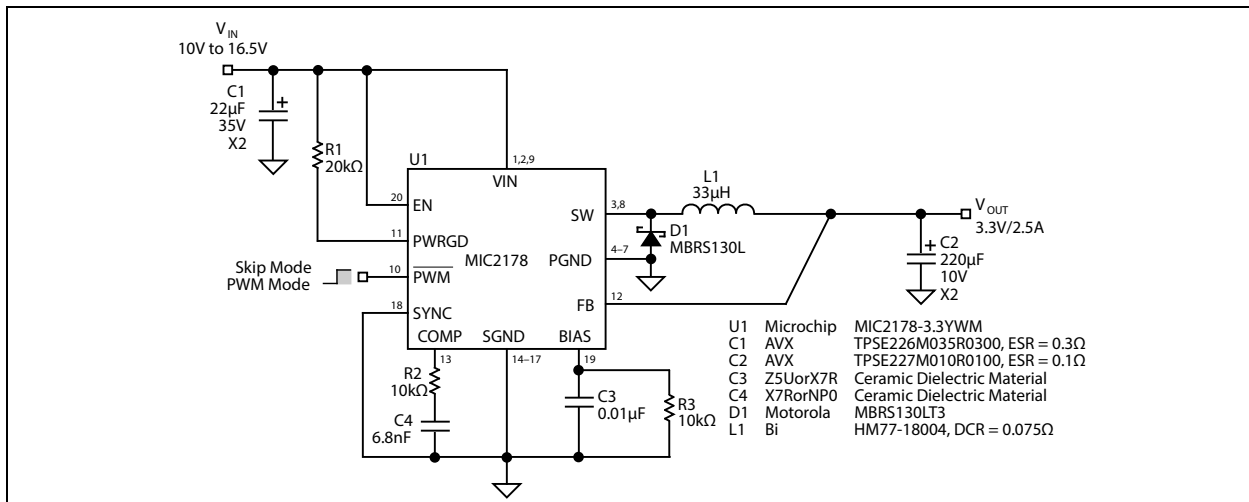 VIN
10V to 16.5V
C1
22µF
35V
X2
+
R1
20kΩ
U1
1,2,9
VIN
20
EN
11
PWRGD
MIC2178
10
PWM
Skip Mode
PWM Mode
18
SYNC
COMP
SGND
BIAS
13
14–17
19
SW
3,8
PGND
4–7
FB
12
L1
33µH
D1
MBRS130L
VOUT
3.3V/2.5A
+
C2
220µF
10V
X2
R2
10kΩ
C4
6.8nF
C3
0.01µF
R3
10kΩ
U1 Microchip MIC2178-3.3YWM
C1 AVX TPSE226M035R0300, ESR = 0.3Ω
C2 AVX TPSE227M010R0100, ESR = 0.1Ω
C3 Z5UorX7R Ceramic Dielectric Material
C4 X7RorNP0 Ceramic Dielectric Material
D1 Motorola MBRS130LT3
L1 Bi HM77-18004, DCR = 0.075Ω